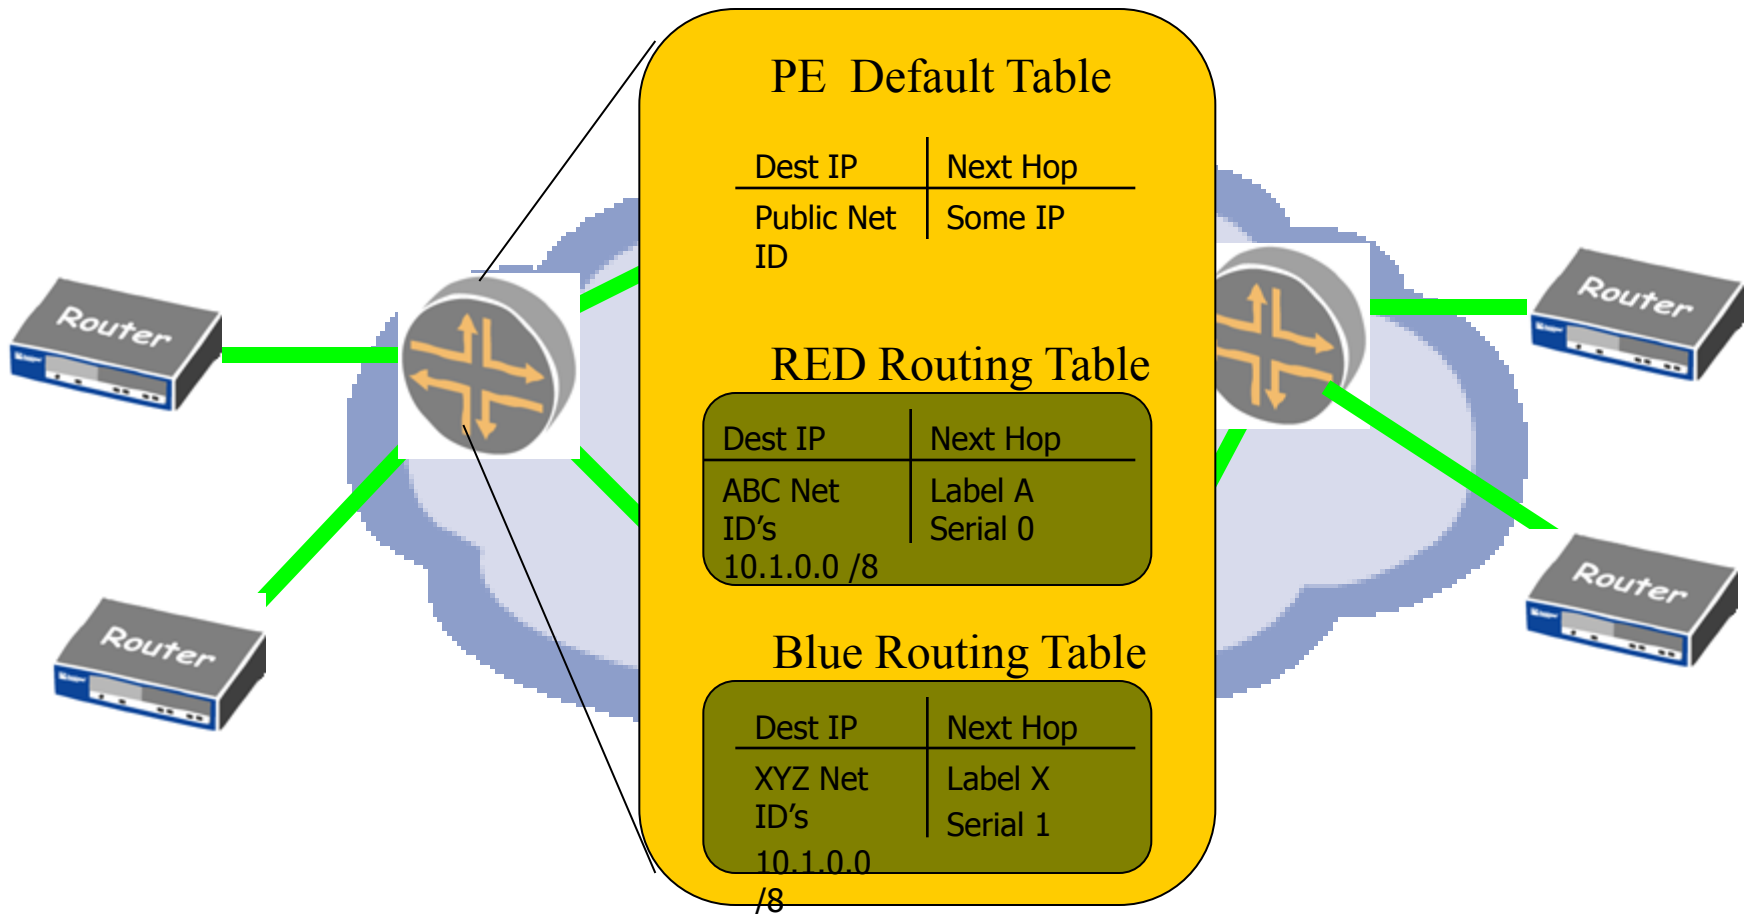 PE Default Table
Dest IP Next Hop
Public Net Some IP
ID
RED Routing Table
Dest IP Next Hop
ABC Net Label A
ID’s Serial 0
10.1.0.0 /8
Blue Routing Table
Dest IP Next Hop
XYZ Net Label X
ID’s Serial 1
10.1.0.0
/8
Router
Router
Router
Router